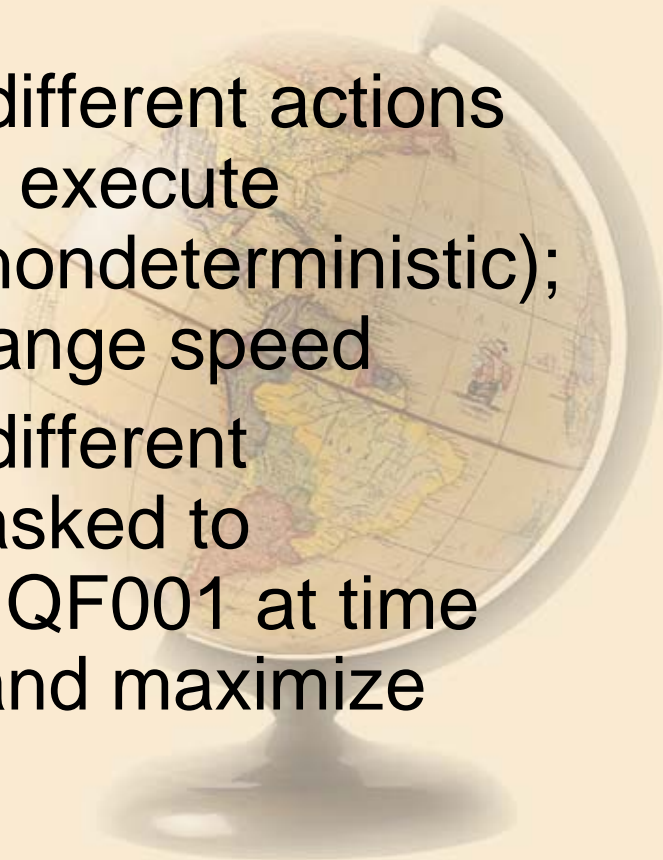 different actions
execute
nondeterministic);
ange speed
different
asked to
QF001 at time
and maximize